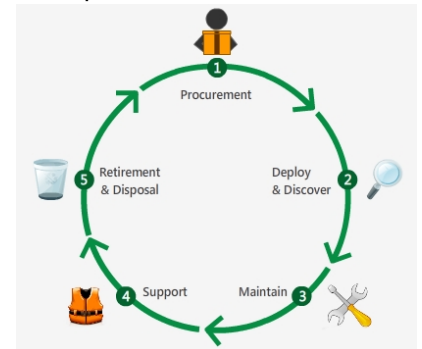 1
Procurement
Deploy
& Discover
2
Maintain
3
Support
4
5
Retirement
& Disposal